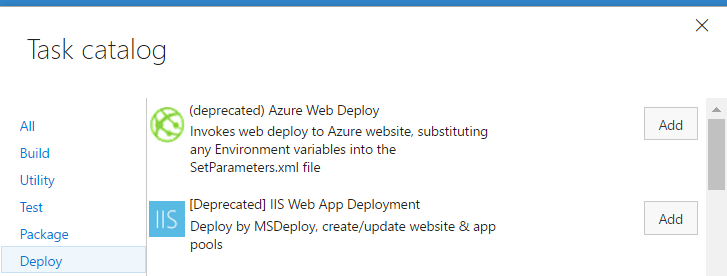 Task catalog
All
Build
Utility
Test
Package
Deploy
(deprecated) Azure Web Deploy
Invokes web deploy to Azure website, substituting
any Environment variables into the
SetParameters.xml file
Add
IIS
[Deprecated] IIS Web App Deployment
Deploy by MSDeploy, create/update website & app
pools
Add